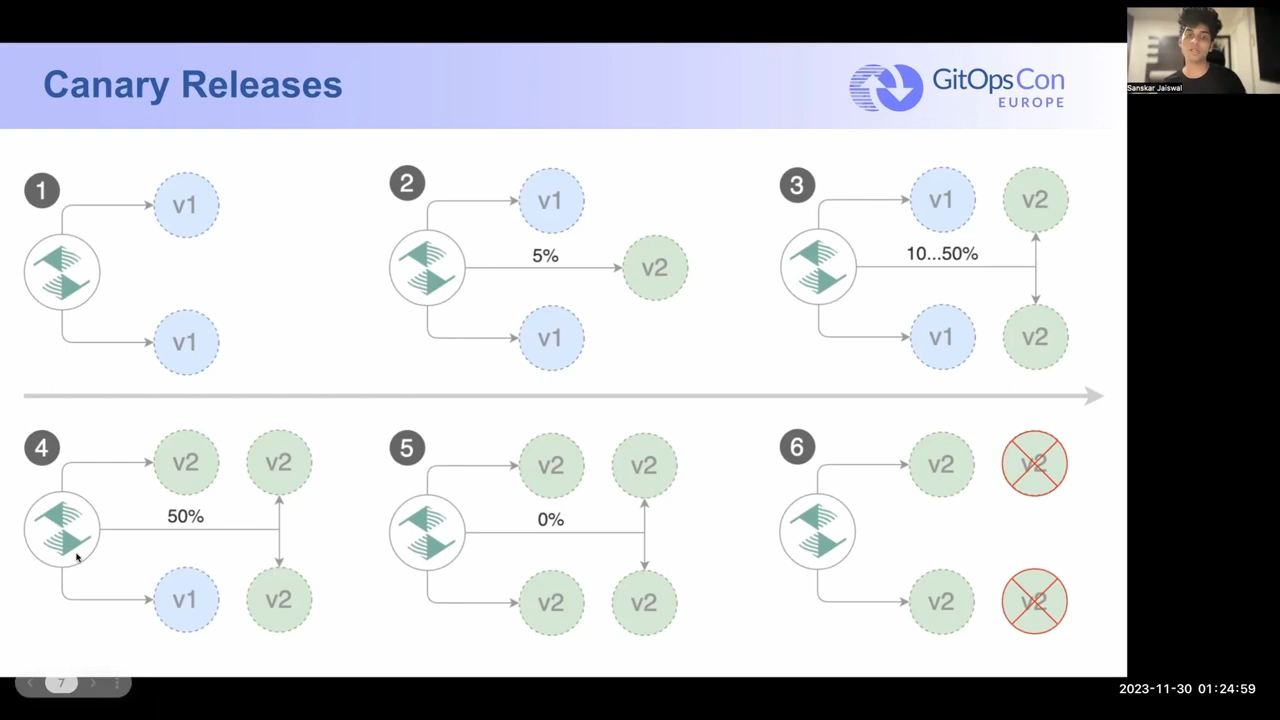 Canary Releases
GitOpsCon
EUROPE
Sanskar Jaiswal
1
v1
v1
2
v1
5%
v2
v1
3
v1
v2
10...50%
v1
v2
4
v2
v2
50%
v1
v2
5
v2
v2
0%
v2
v2
6
v2
v2
v2
v2
7
2023-11-30 01:24:59